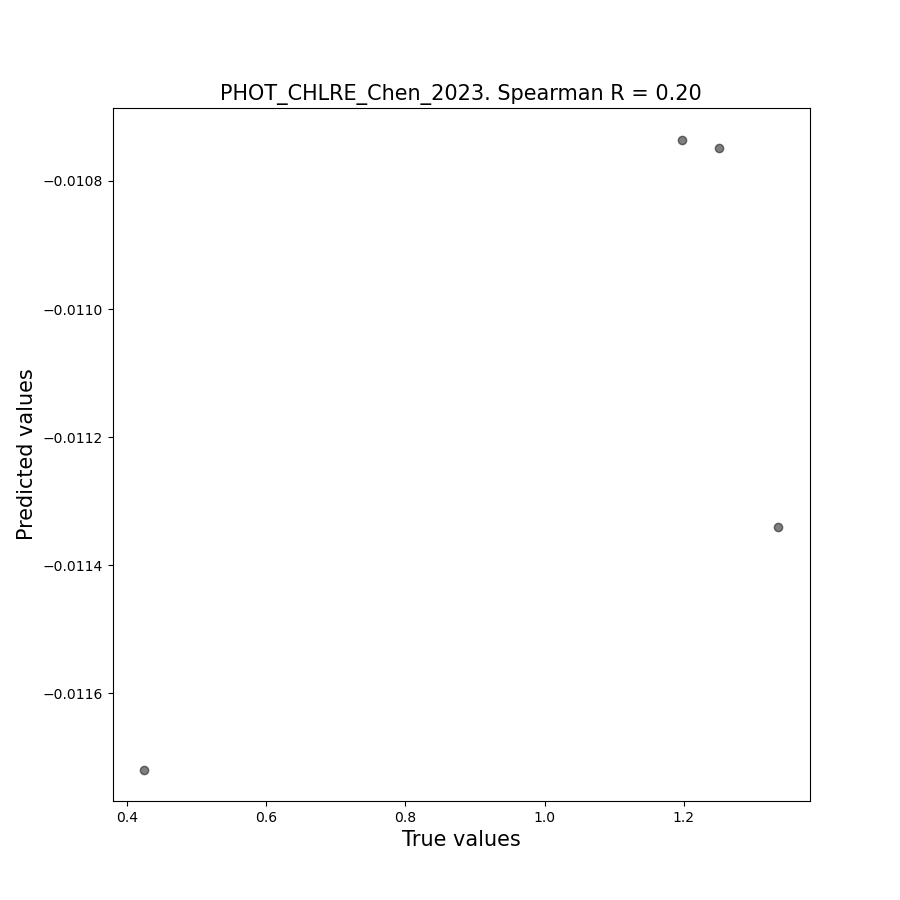 PHOT_CHLRE_Chen_2023. Spearman R = 0.20
Predicted values
−0.0108
−0.0110
−0.0112
−0.0114
−0.0116
0.4 0.6 0.8 1.0 1.2
True values